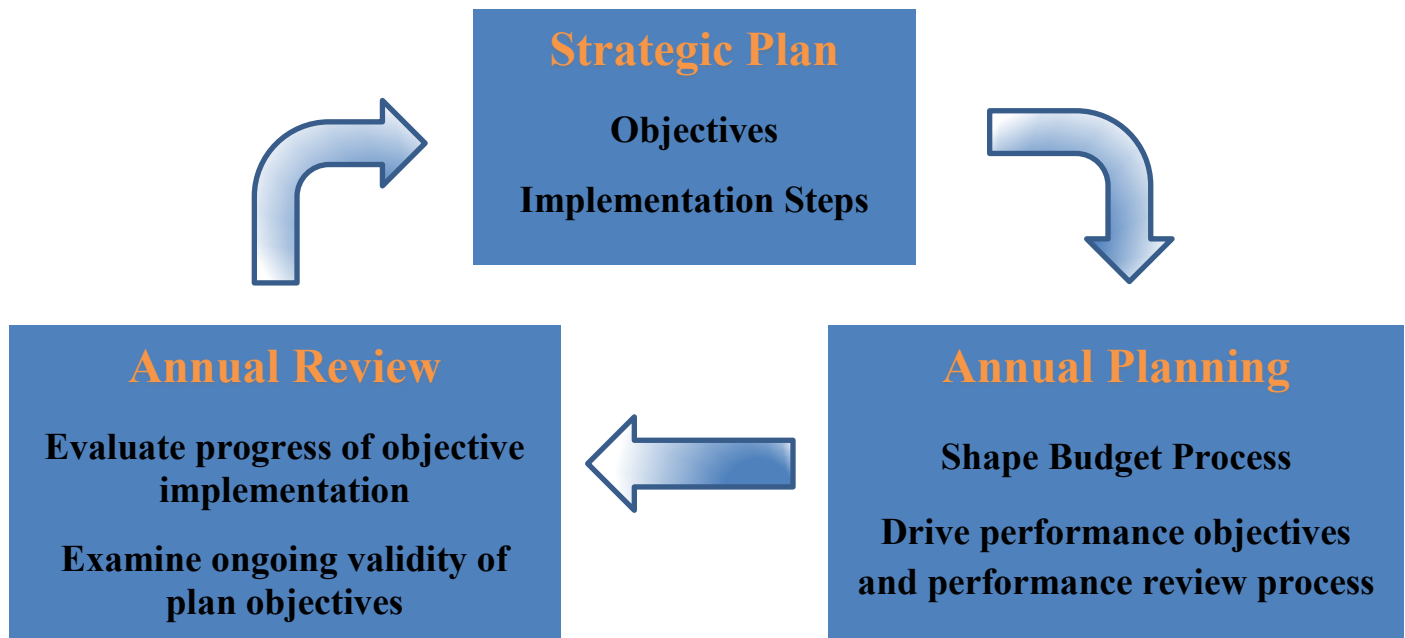 Strategic Plan
Objectives
Implementation Steps
Annual Review
Evaluate progress of objective
implementation
Examine ongoing validity of
plan objectives
Annual Planning
Shape Budget Process
Drive performance objectives
and performance review process